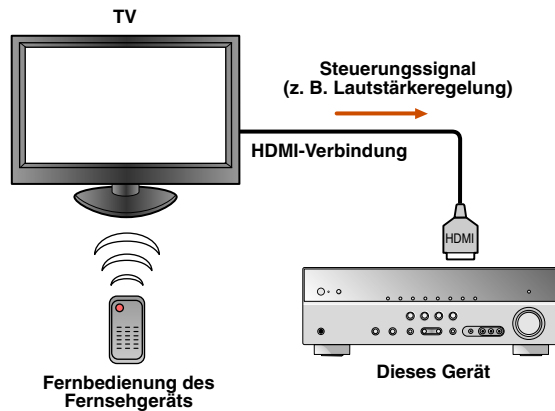 TV
Steuerungssignal
(z. B. Lautstärkeregelung)
HDMI-Verbindung
HDMI
Dieses Gerät
Fernbedienung des
Fernsehgeräts